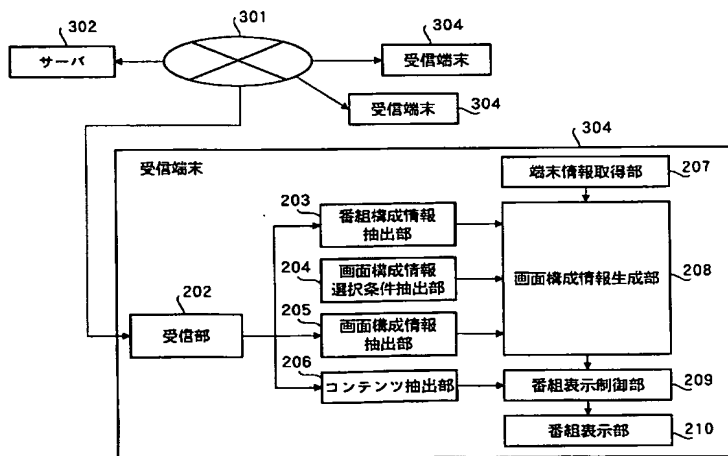 301
302
サーバ
304
受信端末
受信端末
304
304
受信端末
端末情報取得部
207
203
番組構成情報
抽出部
204
画面構成情報
選択条件抽出部
画面構成情報生成部
208
202
受信部
205
画面構成情報
抽出部
206
コンテンツ抽出部
番組表示制御部
209
番組表示部
210